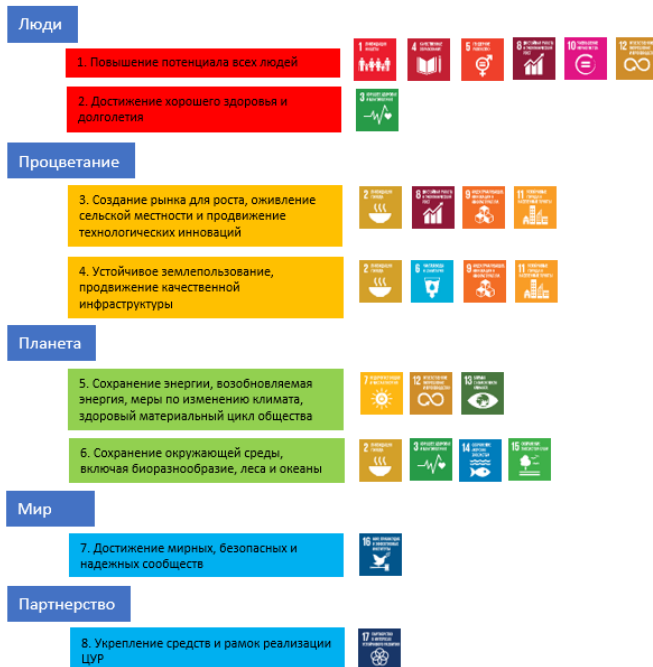 Люди
1. Повышение потенциала всех людей
1
4
5
8
10
12
2. Достижение хорошего здоровья и
долголетия
3
Процветание
3. Создание рынка для роста, оживление
сельской местности и продвижение
технологических инноваций
2
8
9
11
4. Устойчивое землепользование,
продвижение качественной
инфраструктуры
2
6
9
11
Планета
5. Сохранение энергии, возобновляемая
энергия, меры по изменению климата,
здоровый материальный цикл общества
7
12
13
6. Сохранение окружающей среды,
включая биоразнообразие, леса и океаны
2
3
14
15
Мир
7. Достижение мирных, безопасных и
надежных сообществ
16
Партнерство
8. Укрепление средств и рамок реализации
ЦУР
17